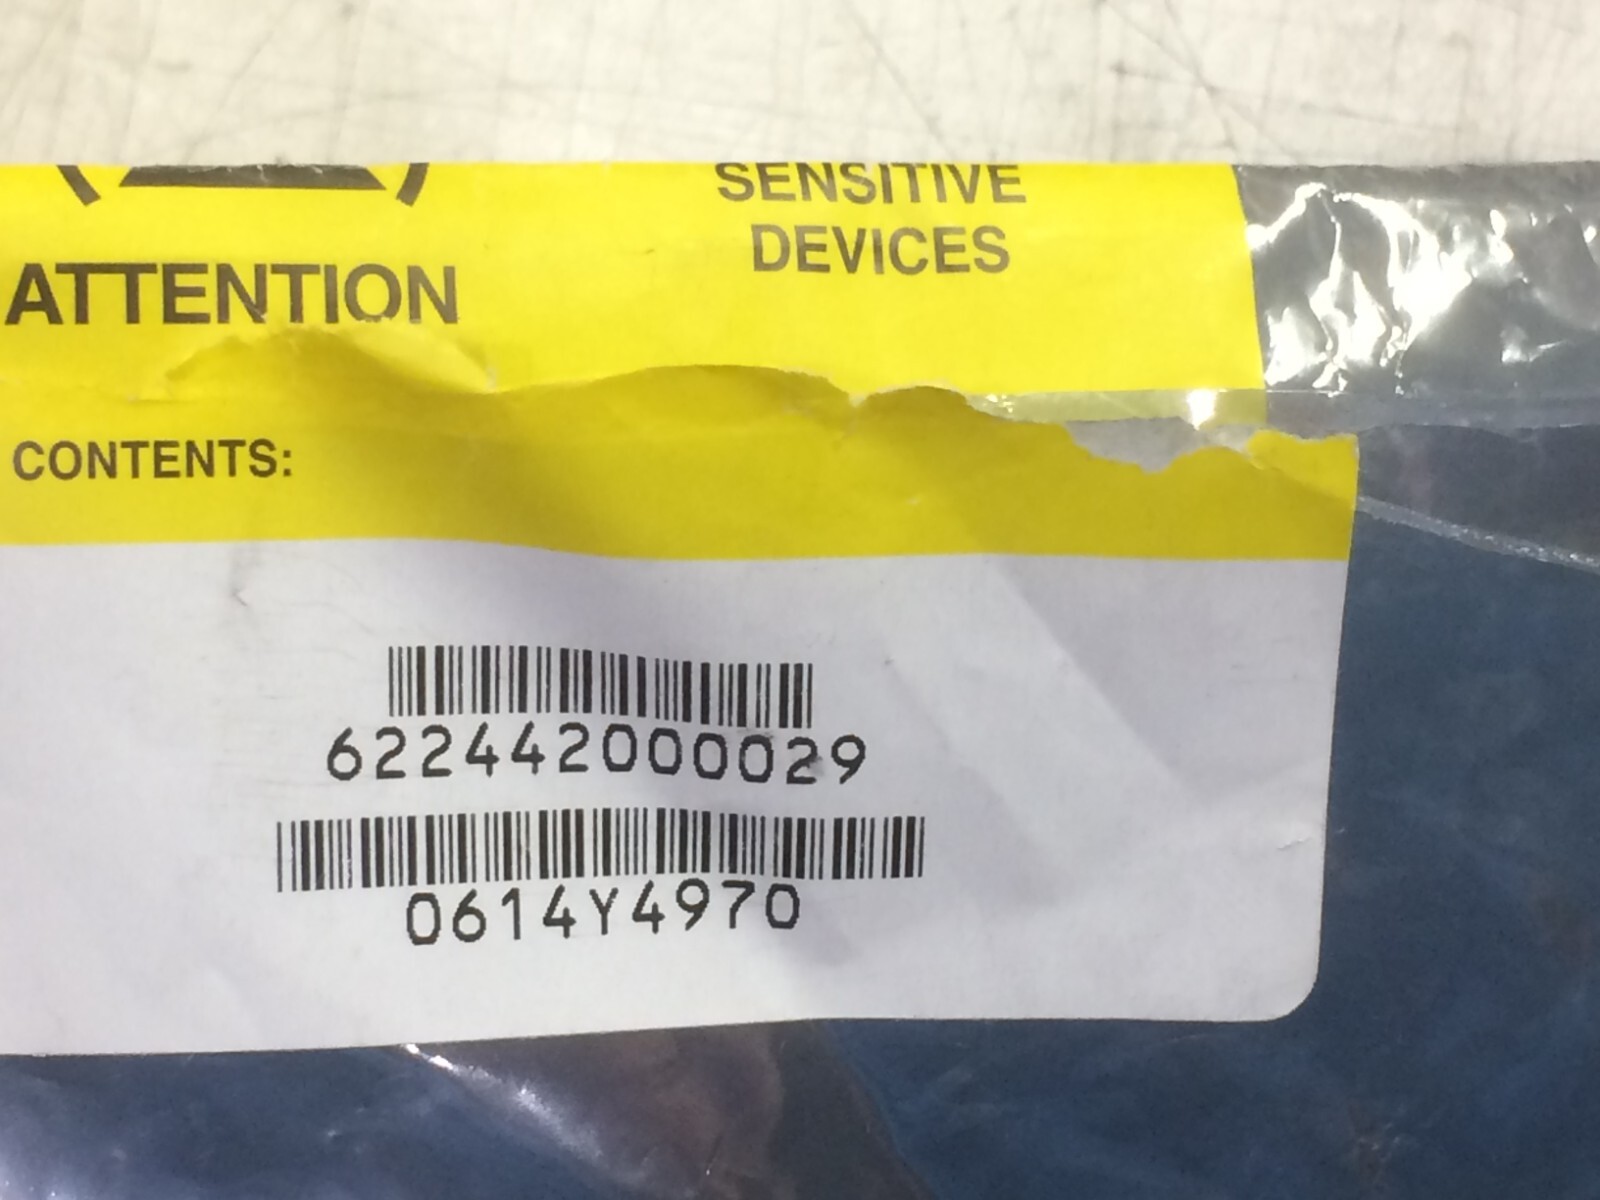 SENSITIVE
DEVICES
ATTENTION
CONTENTS:
622442000029
0614Y4970